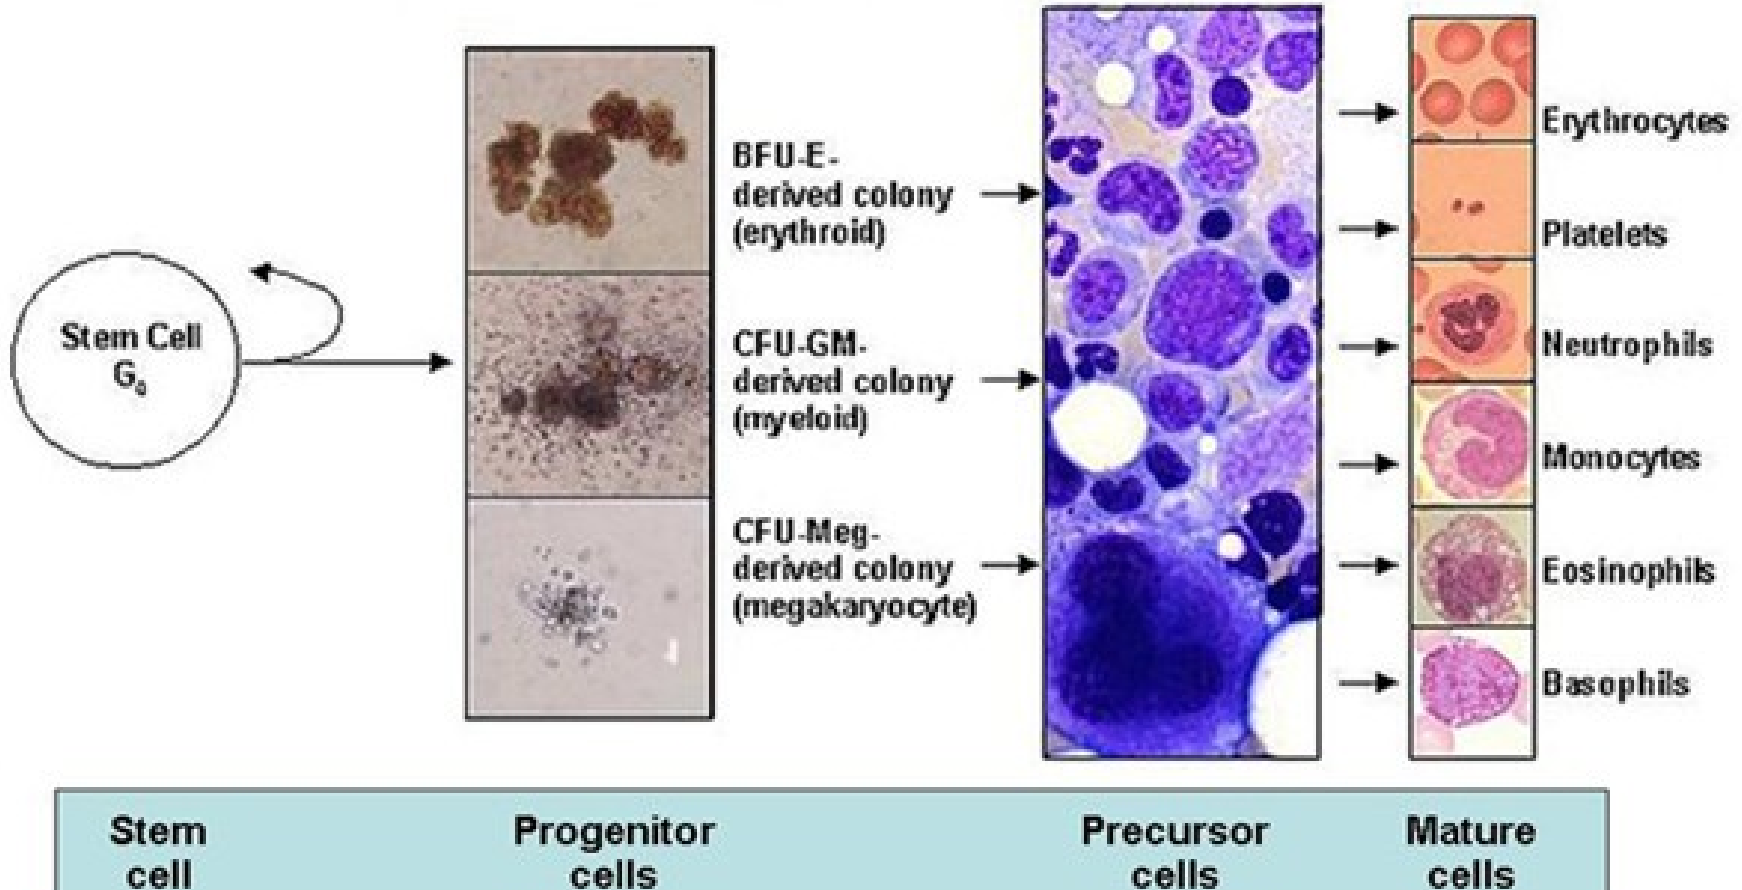 Stem Cell
G₀
BFU-E-
derived colony
(erythroid)
CFU-GM-
derived colony
(myeloid)
CFU-Meg-
derived colony
(megakaryocyte)
Erythrocytes
Platelets
Neutrophils
Monocytes
Eosinophils
Basophils
Stem
cell
Progenitor
cells
Precursor
cells
Mature
cells